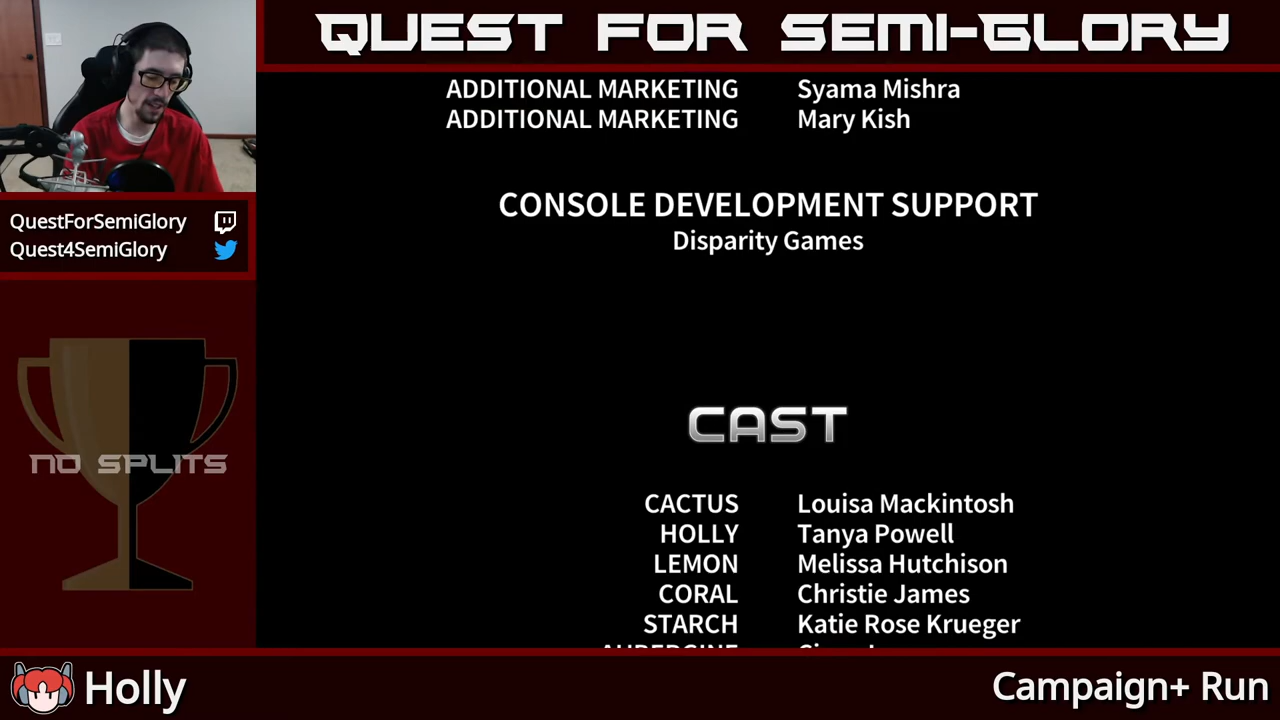 QUEST FOR SEMI-GLORY
ADDITIONAL MARKETING Syama Mishra
ADDITIONAL MARKETING Mary Kish
CONSOLE DEVELOPMENT SUPPORT
Disparity Games
QuestForSemiGlory
Quest4SemiGlory
NO SPLITS
CAST
CACTUS Louisa Mackintosh
HOLLY Tanya Powell
LEMON Melissa Hutchison
CORAL Christie James
STARCH Katie Rose Krueger
Holly
Campaign+ Run